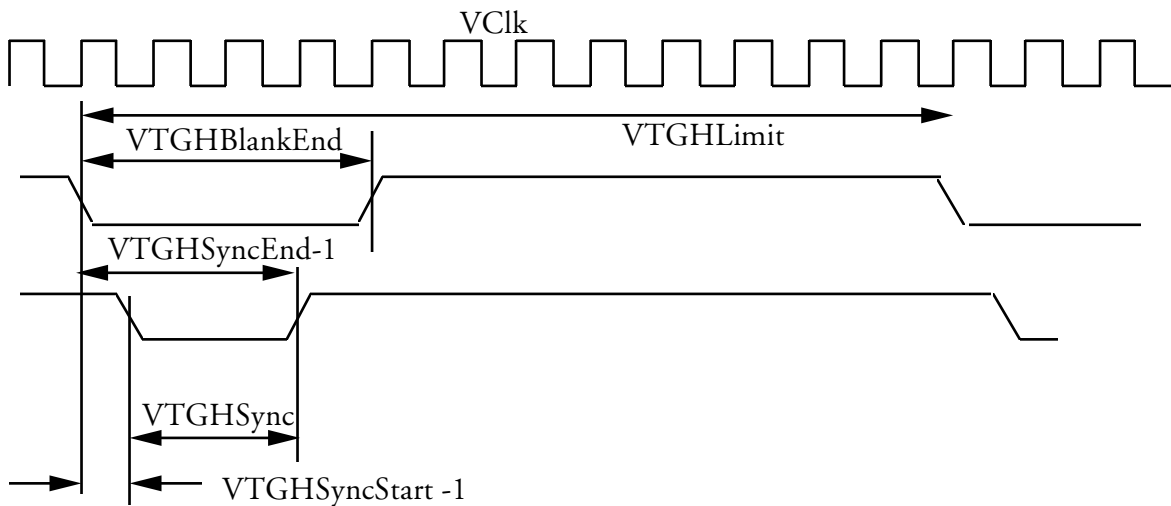 VClk
VTGHBlankEnd
VTGHLimit
VTGHSyncEnd-1
VTGHSync
VTGHSyncStart -1